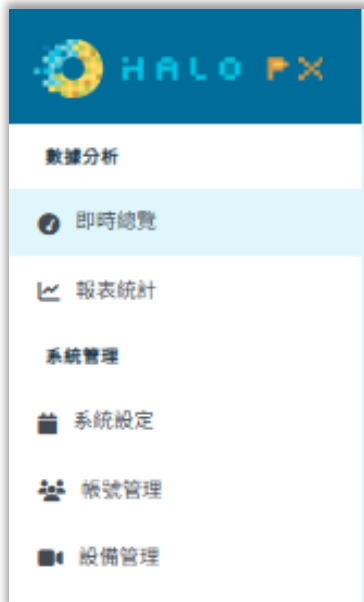 HALO PX
數據分析
即時總覽
報表統計
系統管理
系統設定
帳號管理
設備管理